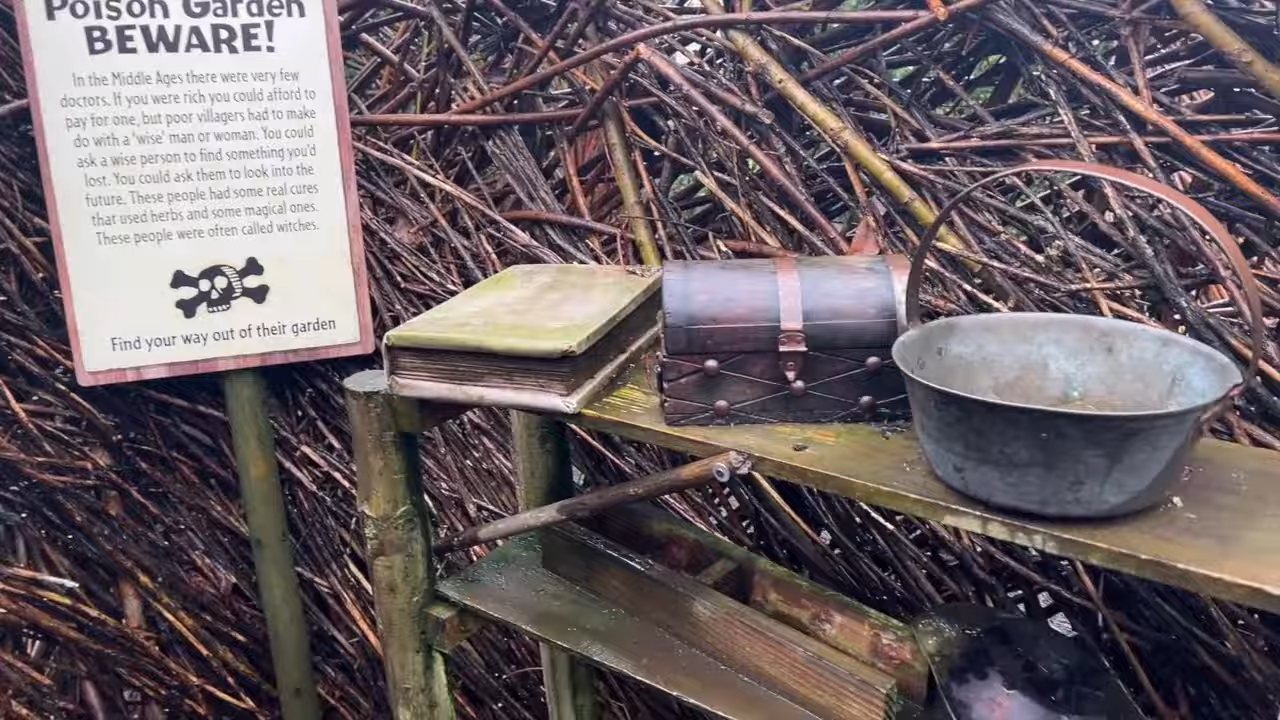 Poison Garden
BEWARE!
In the Middle Ages there were very few
doctors. If you were rich you could afford to
pay for one, but poor villagers had to make
do with a 'wise' man or woman. You could
ask a wise person to find something you'd
lost. You could ask them to look into the
future. These people had some real cures
that used herbs and some magical ones.
These people were often called witches.
Find your way out of their garden